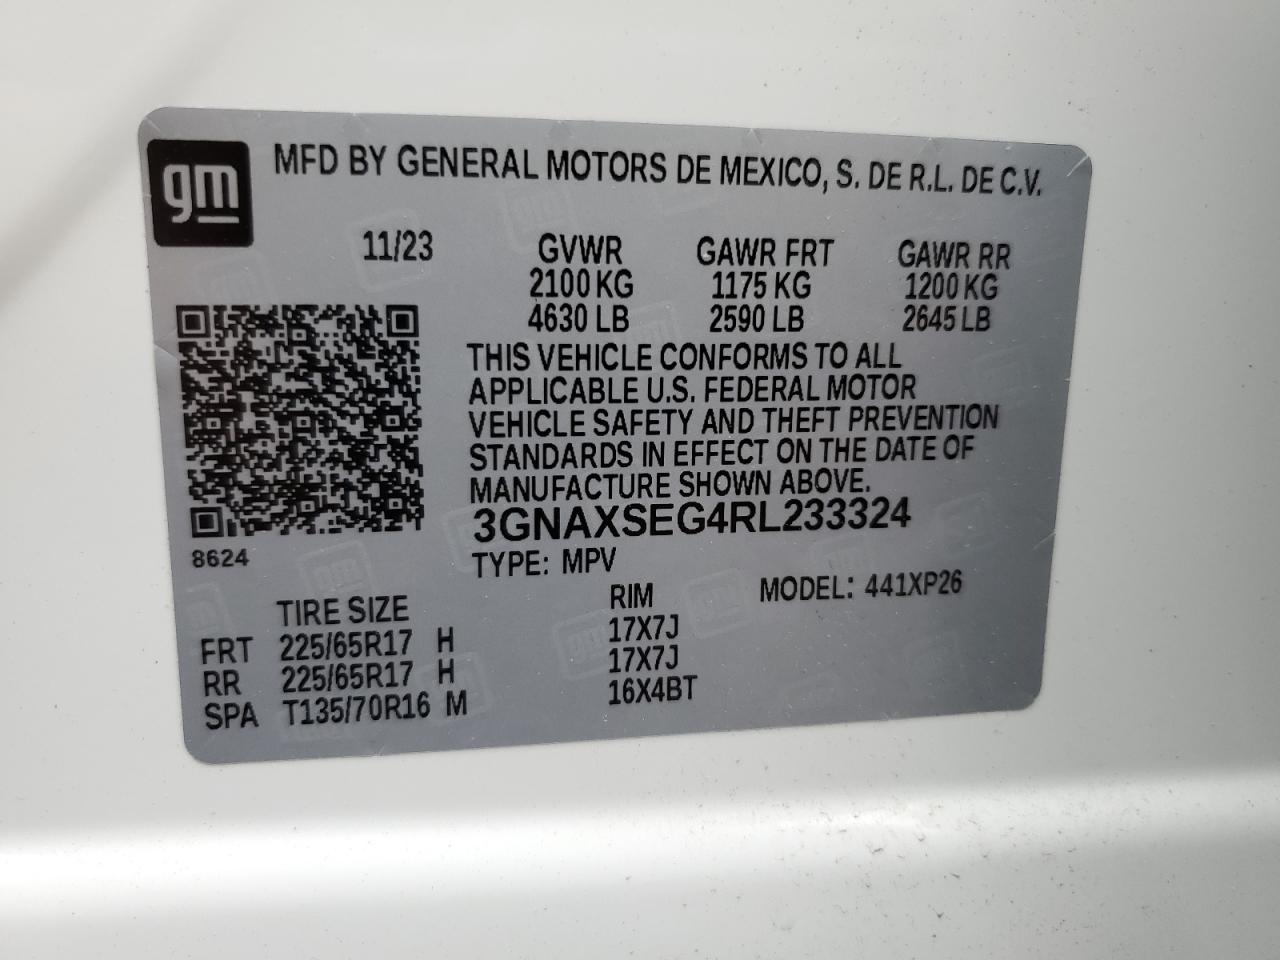 gm
MFD BY GENERAL MOTORS DE MEXICO, S. DE R.L. DE C.V.
11/23 GVWR GAWR FRT GAWR RR
2100 KG 1175 KG 1200 KG
4630 LB 2590 LB 2645 LB
THIS VEHICLE CONFORMS TO ALL
APPLICABLE U.S. FEDERAL MOTOR
VEHICLE SAFETY AND THEFT PREVENTION
STANDARDS IN EFFECT ON THE DATE OF
MANUFACTURE SHOWN ABOVE.
3GNAXSEG4RL233324
8624
TYPE: MPV
MODEL: 441XP26
TIRE SIZE RIM
FRT 225/65R17 H 17X7J
RR 225/65R17 H 17X7J
SPA T135/70R16 M 16X4BT